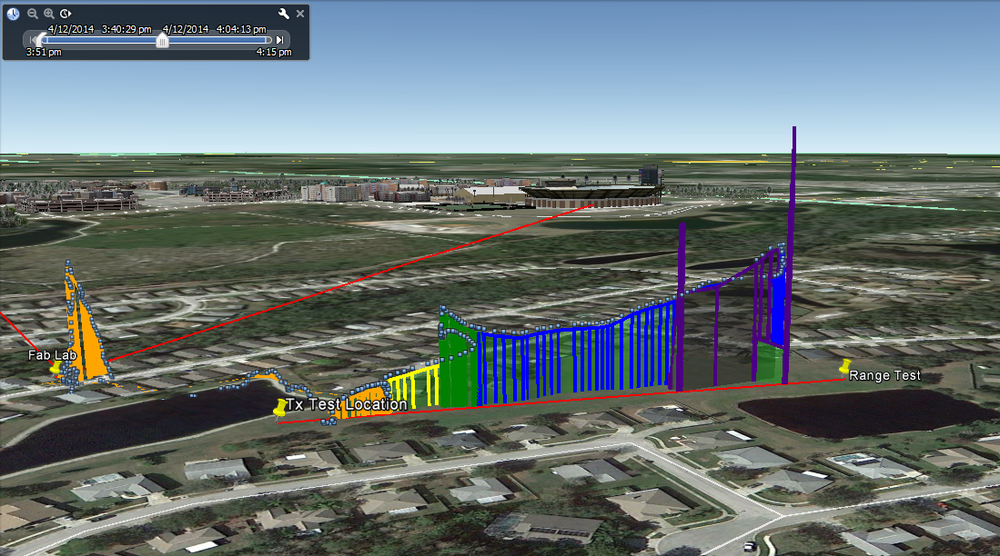 4/12/2014 3:40:29 pm 4/12/2014 4:04:13 pm
3:51 pm 4:15 pm
Fab Lab
Tx Test Location
Range Test